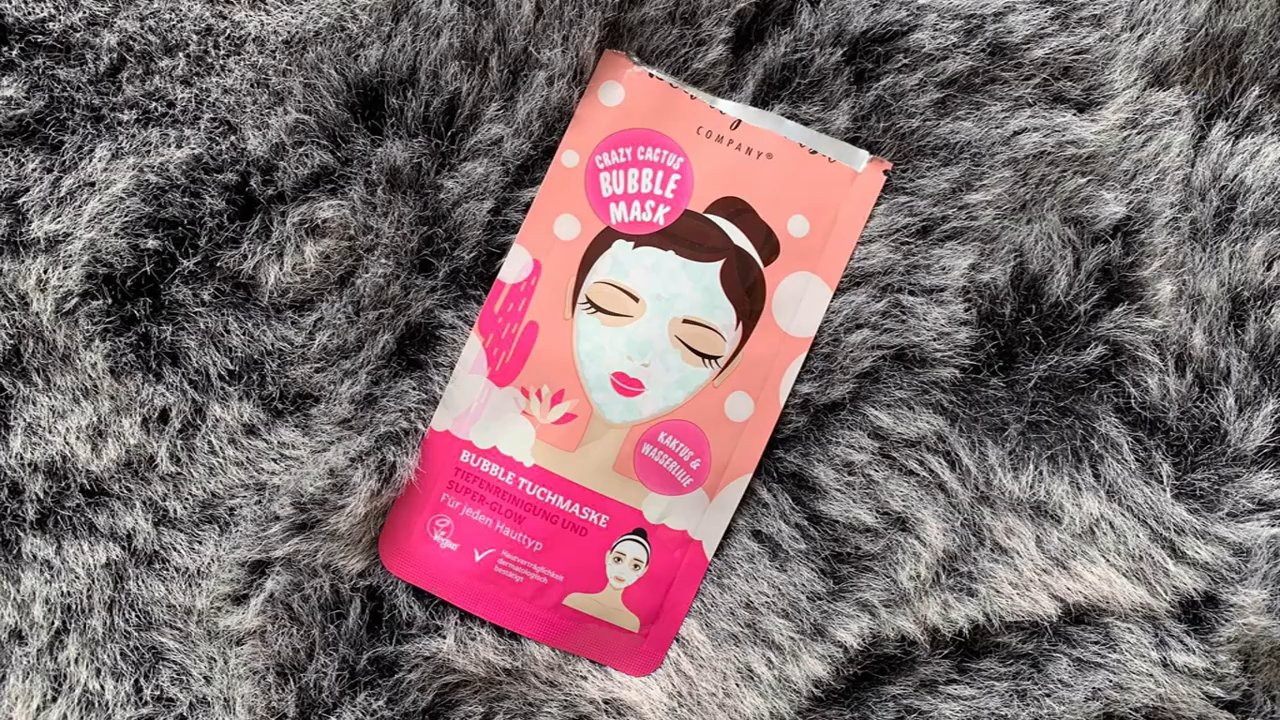 COMPANY®
CRAZY CACTUS
BUBBLE
MASK
KAKTUS &
WASSERLILIE
BUBBLE TUCHMASKE
TIEFENREINIGUNG UND
SUPER-GLOW
Für jeden Hauttyp
vegan
Hautverträglichkeit
dermatologisch
bestätigt